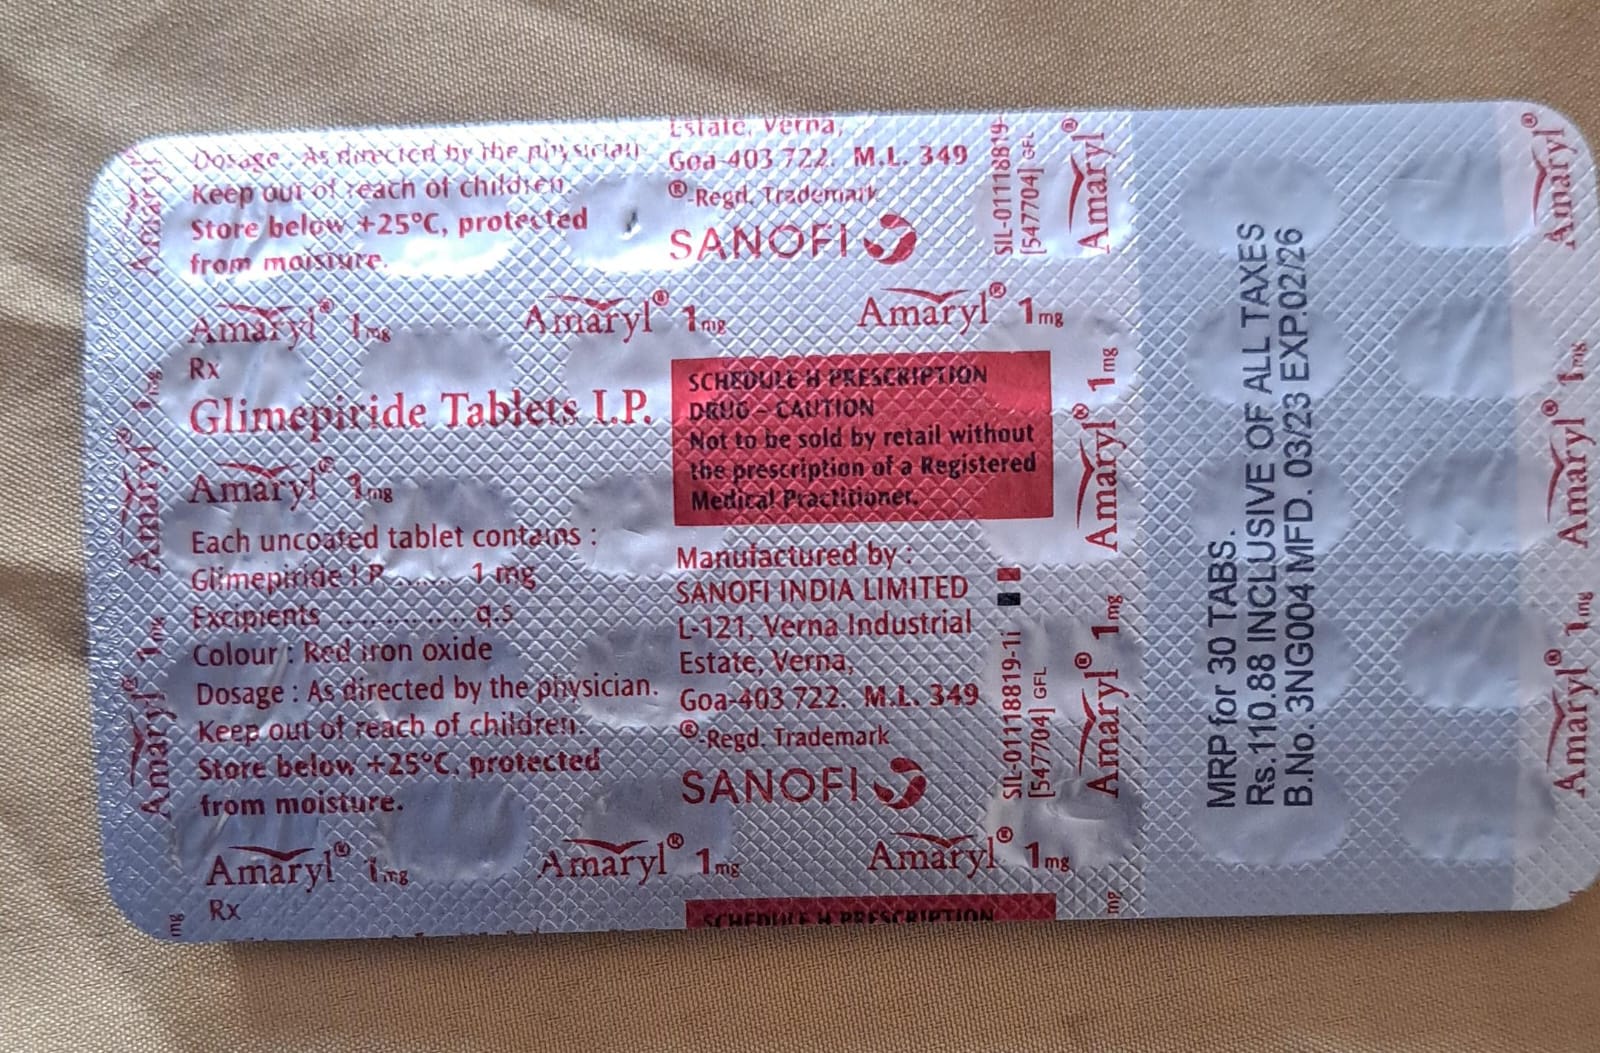 Dosage : As directed by the physician.
Keep out of reach of children.
Store below +25°C, protected
from moisture.
Estate, Verna,
Goa-403 722. M.L. 349
®-Regd. Trademark
SANOFI
SIL-01118819-
[547704] GFL
Amaryl® 1mg
Amaryl® 1mg
Amaryl® 1mg
Rx
Glimepiride Tablets I.P.
Amaryl® 1mg
Each uncoated tablet contains :
Glimepiride I.P. ....... 1 mg
Excipients .............. q.s
Colour : Red iron oxide
Dosage : As directed by the physician.
Keep out of reach of children.
Store below +25°C, protected
from moisture.
SCHEDULE H PRESCRIPTION
DRUG – CAUTION
Not to be sold by retail without
the prescription of a Registered
Medical Practitioner.
Manufactured by :
SANOFI INDIA LIMITED
L-121, Verna Industrial
Estate, Verna,
Goa-403 722. M.L. 349
®-Regd. Trademark
SANOFI
SIL-01118819-1i
[547704] GFL
Amaryl® 1mg
Amaryl® 1mg
Amaryl® 1mg
Rx
SCHEDULE H PRESCRIPTION
Amaryl®
Amaryl® 1mg
Amaryl® 1mg
mg
Amaryl®
Amaryl® 1mg
Amaryl® 1mg
mg
MRP for 30 TABS.
Rs.110.88 INCLUSIVE OF ALL TAXES
B.No. 3NG004 MFD. 03/23 EXP.02/26
Amaryl®
Amaryl® 1mg
Amaryl® 1mg